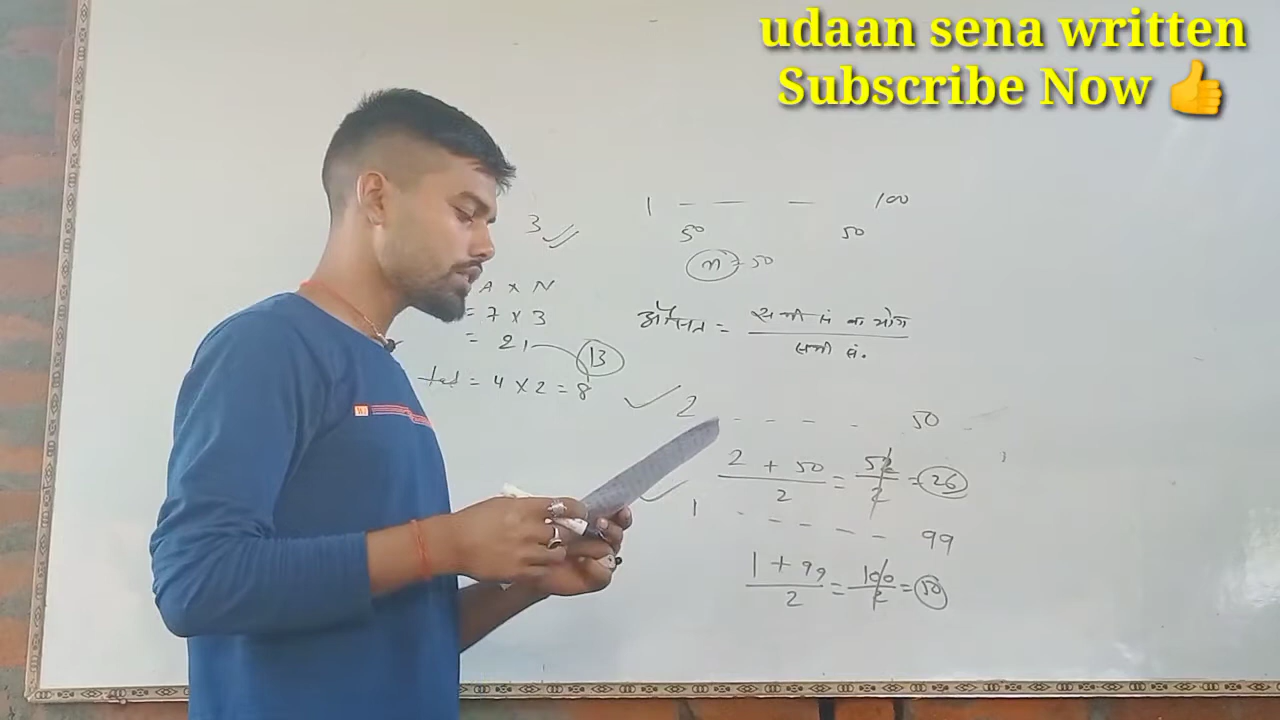 udaan sena written
Subscribe Now 👍
1 - — — 100
3
50 50
n = 50
A x N
= 7 x 3
औसत = सभी सं का योग / सभी सं.
= 21 13
= 4 x 2 = 8
2 - - - - 50
2 + 50 / 2 = 52 / 2 = 26
1 - - - - - 99
1 + 99 / 2 = 100 / 2 = 50